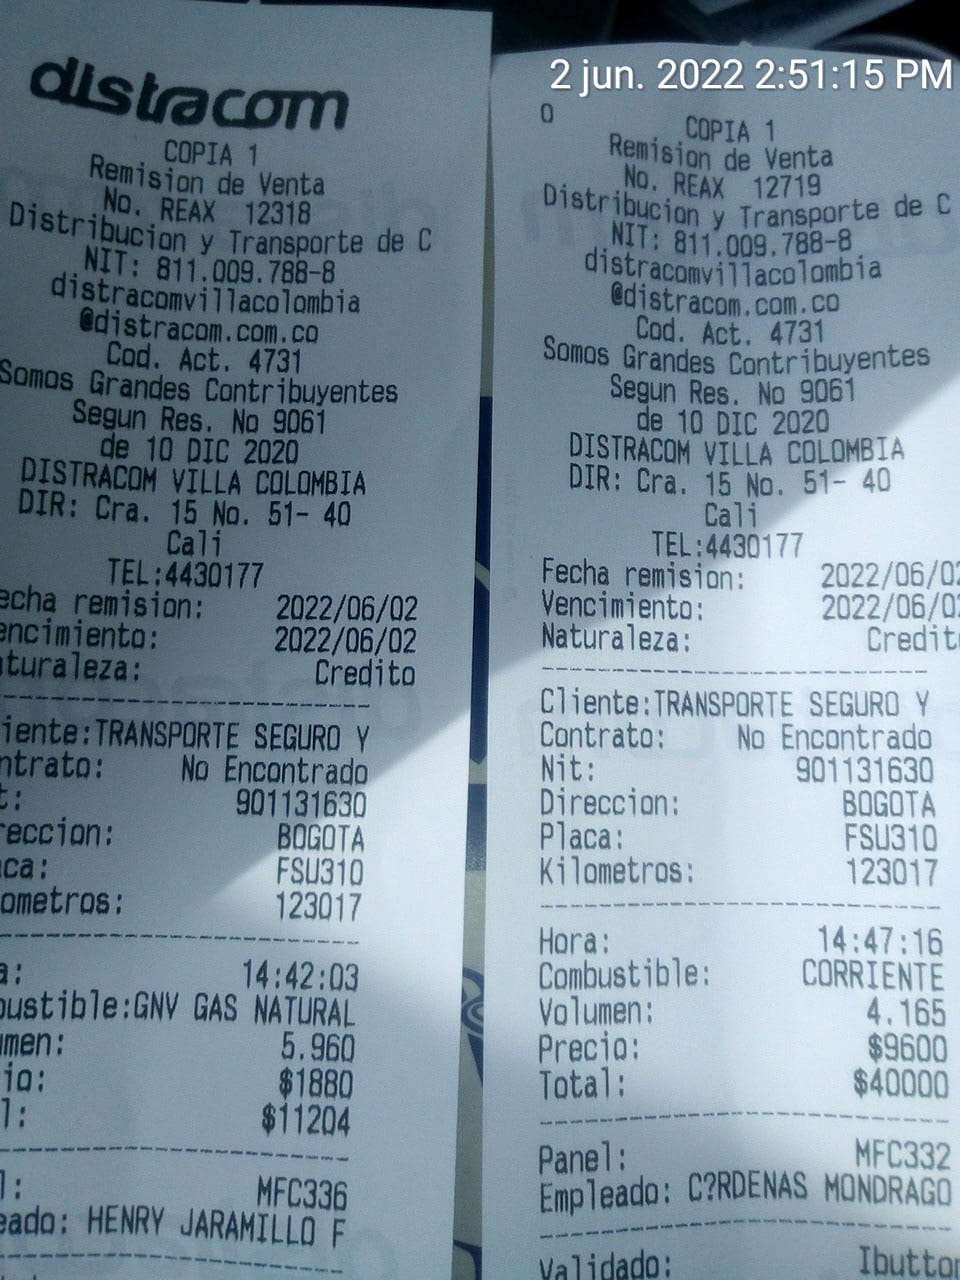 2 jun. 2022 2:51:15 PM
distracom
COPIA 1
Remision de Venta
No. REAX 12318
Distribucion y Transporte de C
NIT: 811.009.788-8
distracomvillacolombia
@distracom.com.co
Cod. Act. 4731
Somos Grandes Contribuyentes
Segun Res. No 9061
de 10 DIC 2020
DISTRACOM VILLA COLOMBIA
DIR: Cra. 15 No. 51- 40
Cali
TEL:4430177
echa remision: 2022/06/02
encimiento: 2022/06/02
turaleza: Credito
iente:TRANSPORTE SEGURO Y
ntrato: No Encontrado
t: 901131630
reccion: BOGOTA
ca: FSU310
ometros: 123017
a: 14:42:03
bustible:GNV GAS NATURAL
umen: 5.960
io: $1880
l: $11204
l: MFC336
eado: HENRY JARAMILLO F
0
COPIA 1
Remision de Venta
No. REAX 12719
Distribucion y Transporte de C
NIT: 811.009.788-8
distracomvillacolombia
@distracom.com.co
Cod. Act. 4731
Somos Grandes Contribuyentes
Segun Res. No 9061
de 10 DIC 2020
DISTRACOM VILLA COLOMBIA
DIR: Cra. 15 No. 51- 40
Cali
TEL:4430177
Fecha remision: 2022/06/02
Vencimiento: 2022/06/02
Naturaleza: Credito
Cliente:TRANSPORTE SEGURO Y
Contrato: No Encontrado
Nit: 901131630
Direccion: BOGOTA
Placa: FSU310
Kilometros: 123017
Hora: 14:47:16
Combustible: CORRIENTE
Volumen: 4.165
Precio: $9600
Total: $40000
Panel: MFC332
Empleado: C?RDENAS MONDRAGO
Validado: Ibutton